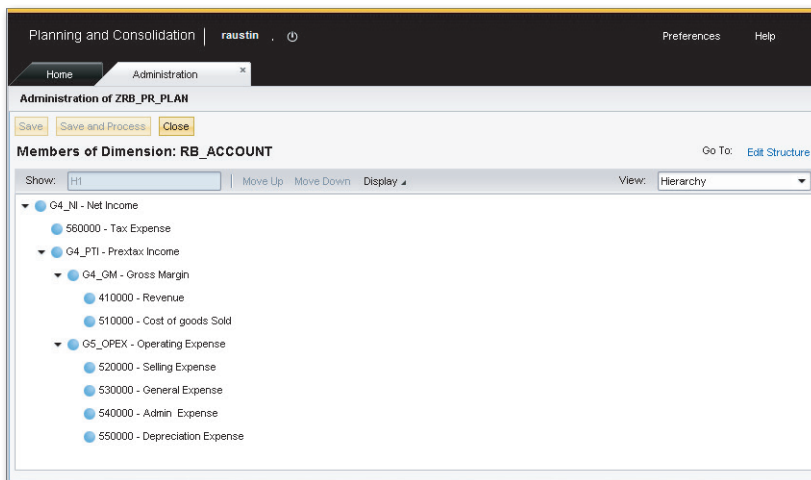 Planning and Consolidation | raustin .
Preferences Help
Home Administration ×
Administration of ZRB_PR_PLAN
Save Save and Process Close
Members of Dimension: RB_ACCOUNT Go To: Edit Structure
Show: H1 Move Up Move Down Display View: Hierarchy
G4_NI - Net Income
560000 - Tax Expense
G4_PTI - Prextax Income
G4_GM - Gross Margin
410000 - Revenue
510000 - Cost of goods Sold
G5_OPEX - Operating Expense
520000 - Selling Expense
530000 - General Expense
540000 - Admin Expense
550000 - Depreciation Expense